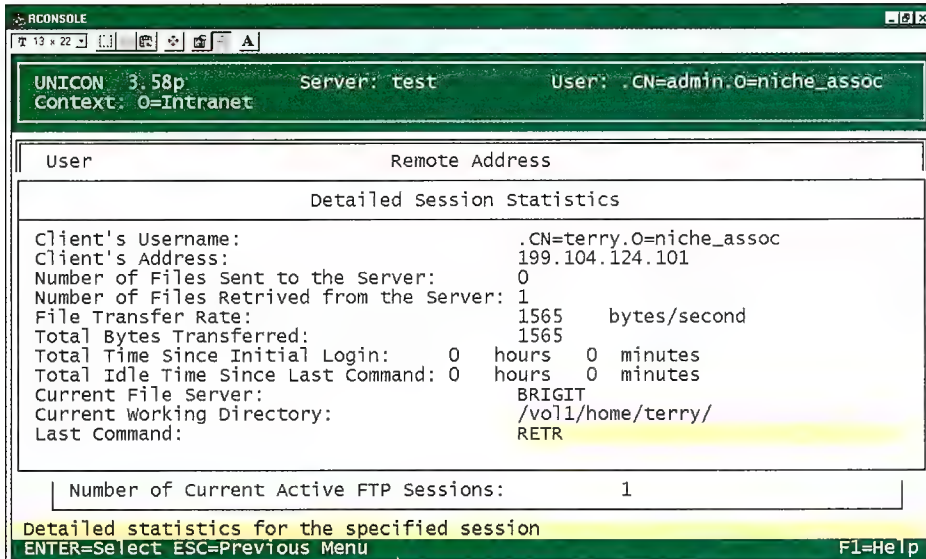 RCONSOLE
T 13 x 22 A
UNICON 3.58p Server: test User: .CN=admin.O=niche_assoc
Context: O=Intranet
User Remote Address
Detailed Session Statistics
Client's Username: .CN=terry.O=niche_assoc
Client's Address: 199.104.124.101
Number of Files Sent to the Server: 0
Number of Files Retrived from the Server: 1
File Transfer Rate: 1565 bytes/second
Total Bytes Transferred: 1565
Total Time Since Initial Login: 0 hours 0 minutes
Total Idle Time Since Last Command: 0 hours 0 minutes
Current File Server: BRIGIT
Current Working Directory: /vol1/home/terry/
Last Command: RETR
Number of Current Active FTP Sessions: 1
Detailed statistics for the specified session
ENTER=Select ESC=Previous Menu F1=Help